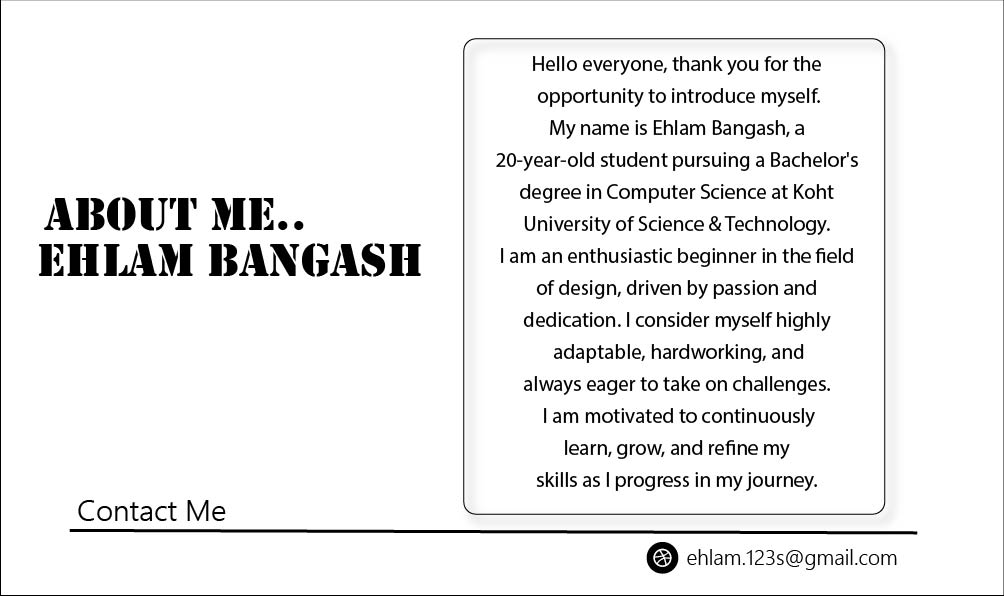 ABOUT ME..
EHLAM BANGASH
Hello everyone, thank you for the
opportunity to introduce myself.
My name is Ehlam Bangash, a
20-year-old student pursuing a Bachelor's
degree in Computer Science at Koht
University of Science & Technology.
I am an enthusiastic beginner in the field
of design, driven by passion and
dedication. I consider myself highly
adaptable, hardworking, and
always eager to take on challenges.
I am motivated to continuously
learn, grow, and refine my
skills as I progress in my journey.
Contact Me
ehlam.123s@gmail.com